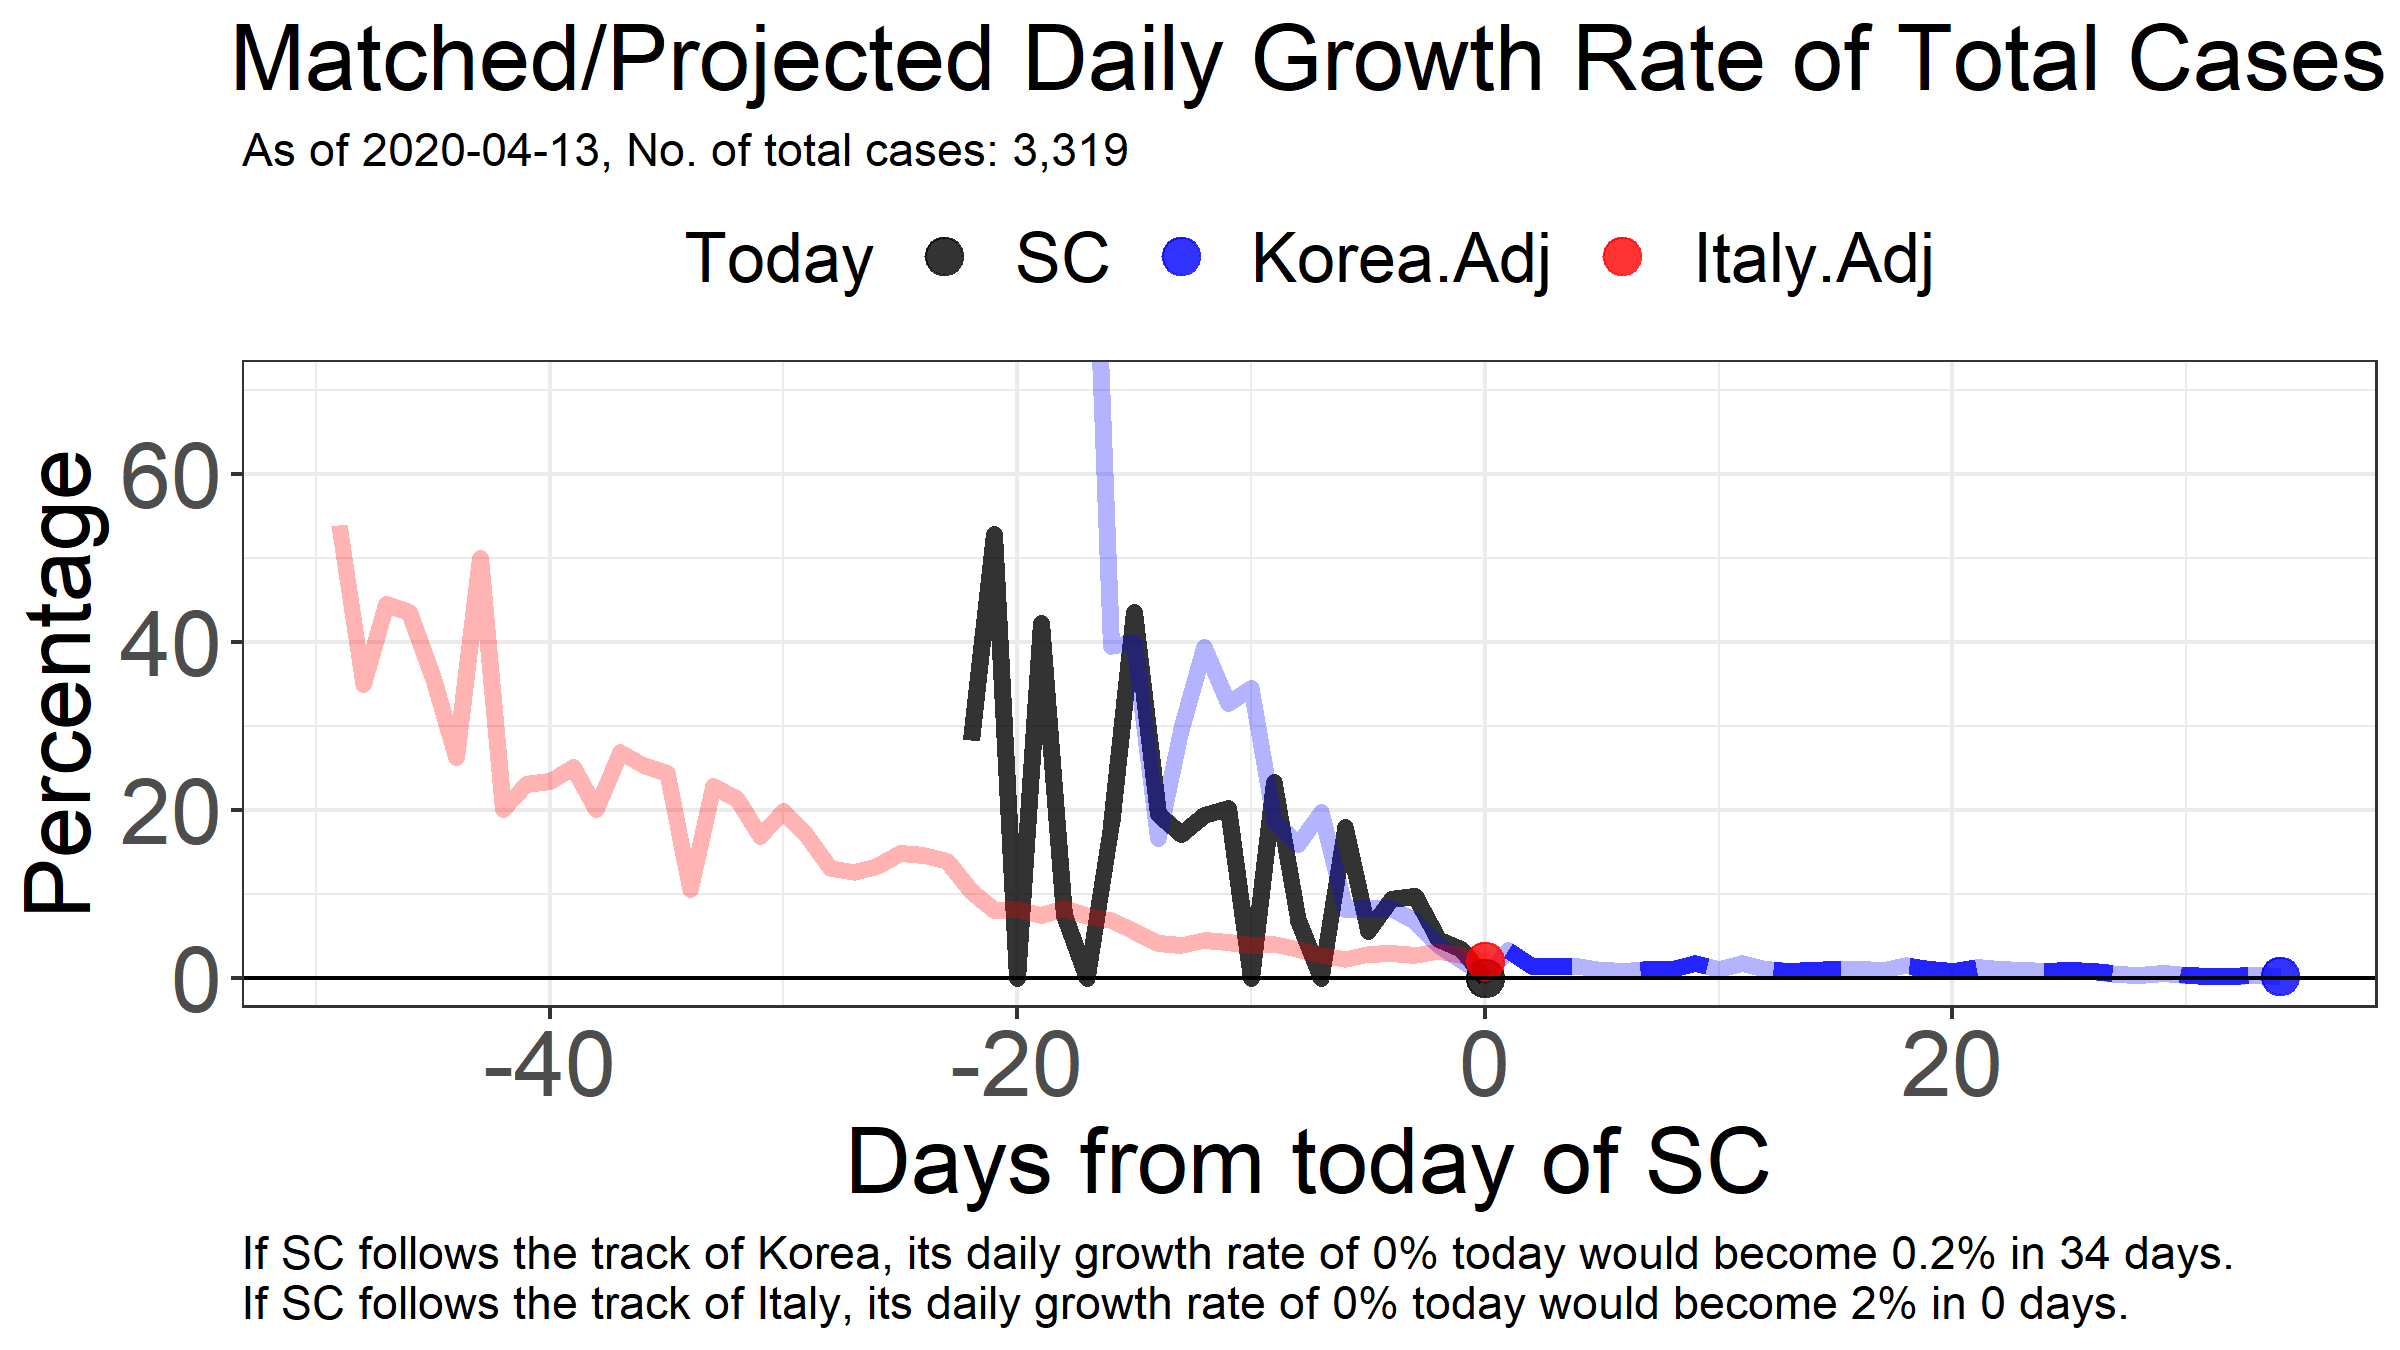 Matched/Projected Daily Growth Rate of Total Cases
As of 2020-04-13, No. of total cases: 3,319
Today SC Korea.Adj Italy.Adj
Percentage
60
40
20
0
-40 -20 0 20
Days from today of SC
If SC follows the track of Korea, its daily growth rate of 0% today would become 0.2% in 34 days.
If SC follows the track of Italy, its daily growth rate of 0% today would become 2% in 0 days.